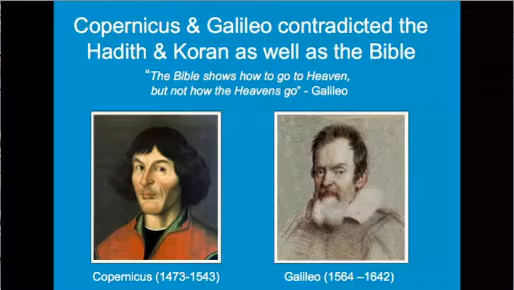 Copernicus & Galileo contradicted the
Hadith & Koran as well as the Bible
"The Bible shows how to go to Heaven,
but not how the Heavens go" - Galileo
Copernicus (1473-1543)
Galileo (1564 –1642)